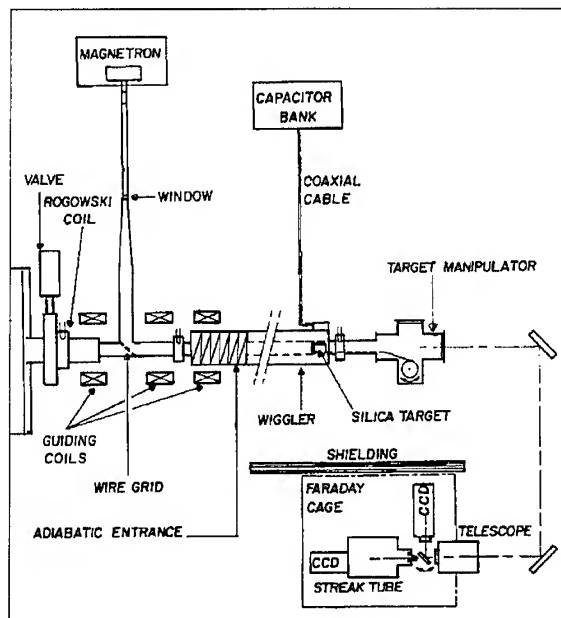 MAGNETRON
CAPACITOR
BANK
VALVE
ROGOWSKI
COIL
WINDOW
COAXIAL
CABLE
TARGET MANIPULATOR
GUIDING
COILS
WIGGLER
SILICA TARGET
WIRE GRID
SHIELDING
ADIABATIC ENTRANCE
FARADAY
CAGE
CCD
TELESCOPE
CCD
STREAK TUBE